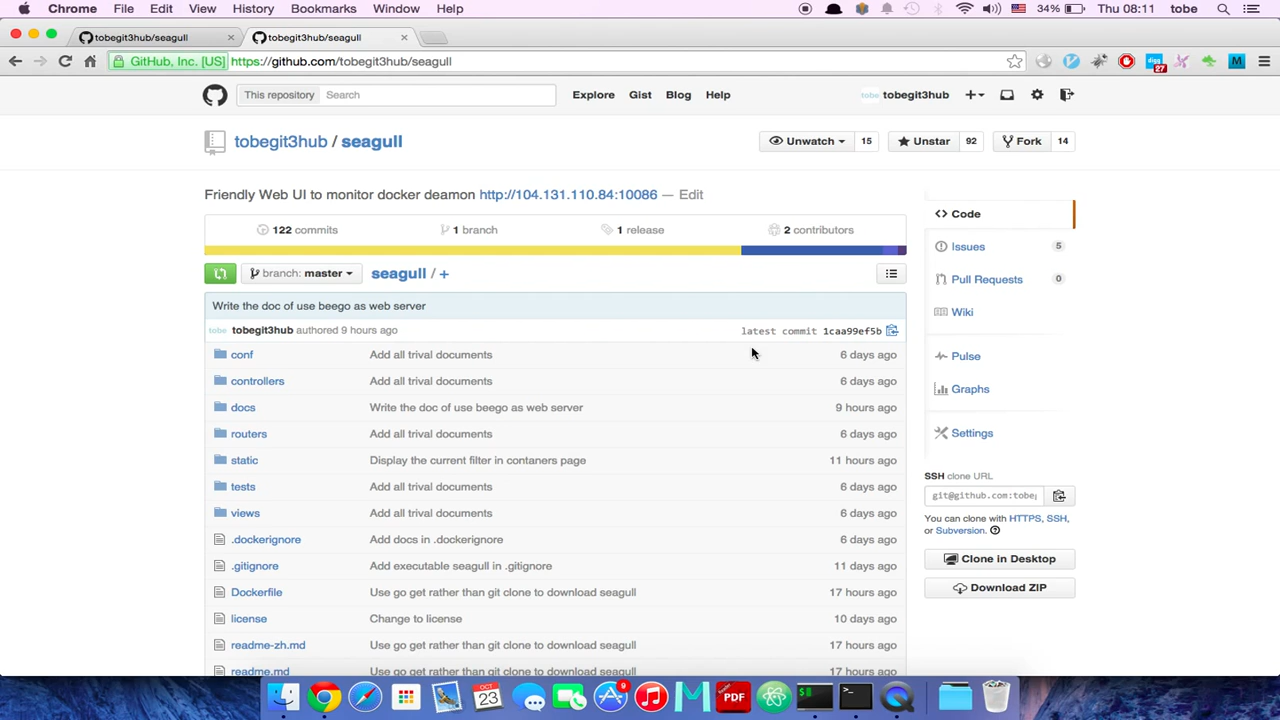 Chrome File Edit View History Bookmarks Window Help 34% Thu 08:11 tobe
tobegit3hub/seagull tobegit3hub/seagull
GitHub, Inc. [US] https://github.com/tobegit3hub/seagull digg 27 M
This repository Search Explore Gist Blog Help tobe tobegit3hub
tobegit3hub / seagull Unwatch 15 Unstar 92 Fork 14
Friendly Web UI to monitor docker deamon http://104.131.110.84:10086 — Edit
122 commits 1 branch 1 release 2 contributors
branch: master seagull / +
Write the doc of use beego as web server
tobe tobegit3hub authored 9 hours ago latest commit 1caa99ef5b
conf Add all trival documents 6 days ago
controllers Add all trival documents 6 days ago
docs Write the doc of use beego as web server 9 hours ago
routers Add all trival documents 6 days ago
static Display the current filter in contaners page 11 hours ago
tests Add all trival documents 6 days ago
views Add all trival documents 6 days ago
.dockerignore Add docs in .dockerignore 6 days ago
.gitignore Add executable seagull in .gitignore 11 days ago
Dockerfile Use go get rather than git clone to download seagull 17 hours ago
license Change to license 10 days ago
readme-zh.md Use go get rather than git clone to download seagull 17 hours ago
readme.md Use go get rather than git clone to download seagull 17 hours ago
Code
Issues 5
Pull Requests 0
Wiki
Pulse
Graphs
Settings
SSH clone URL
git@github.com:tobe
You can clone with HTTPS, SSH,
or Subversion.
Clone in Desktop
Download ZIP
OCT 23 9 PDF